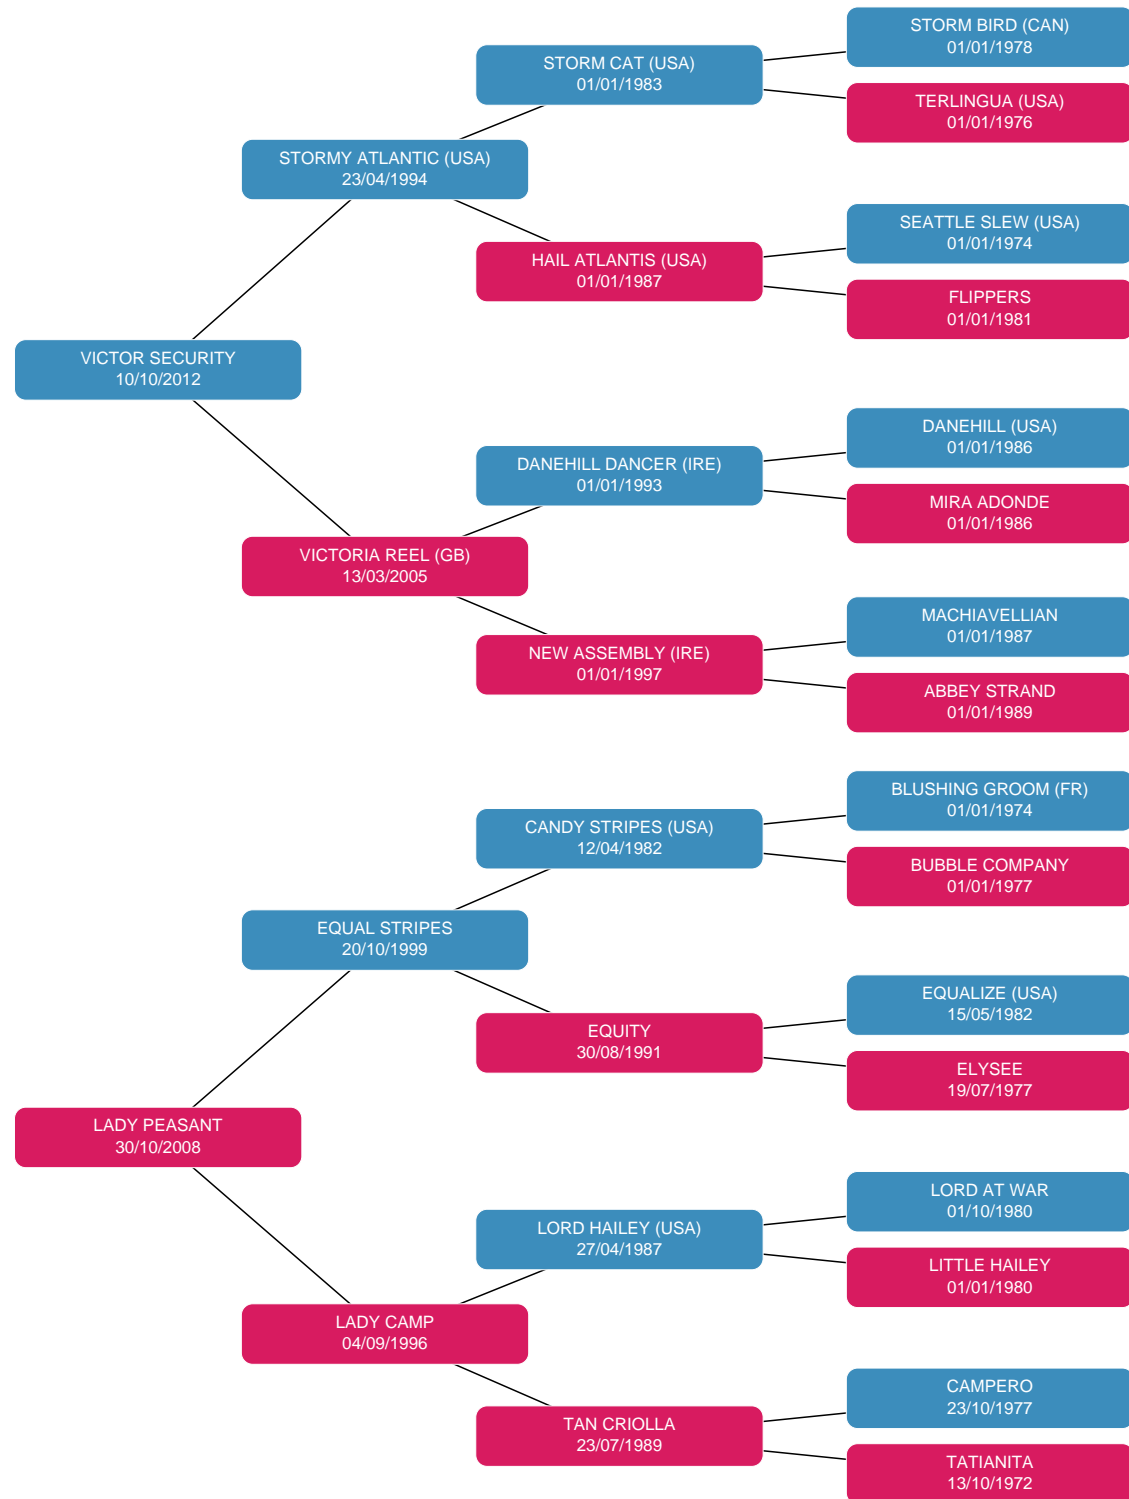 STORM BIRD (CAN)
01/01/1978
STORM CAT (USA)
01/01/1983
TERLINGUA (USA)
01/01/1976
STORMY ATLANTIC (USA)
23/04/1994
SEATTLE SLEW (USA)
01/01/1974
HAIL ATLANTIS (USA)
01/01/1987
FLIPPERS
01/01/1981
VICTOR SECURITY
10/10/2012
DANEHILL (USA)
01/01/1986
DANEHILL DANCER (IRE)
01/01/1993
MIRA ADONDE
01/01/1986
VICTORIA REEL (GB)
13/03/2005
MACHIAVELLIAN
01/01/1987
NEW ASSEMBLY (IRE)
01/01/1997
ABBEY STRAND
01/01/1989
BLUSHING GROOM (FR)
01/01/1974
CANDY STRIPES (USA)
12/04/1982
BUBBLE COMPANY
01/01/1977
EQUAL STRIPES
20/10/1999
EQUALIZE (USA)
15/05/1982
EQUITY
30/08/1991
ELYSEE
19/07/1977
LADY PEASANT
30/10/2008
LORD AT WAR
01/10/1980
LORD HAILEY (USA)
27/04/1987
LITTLE HAILEY
01/01/1980
LADY CAMP
04/09/1996
CAMPERO
23/10/1977
TAN CRIOLLA
23/07/1989
TATIANITA
13/10/1972